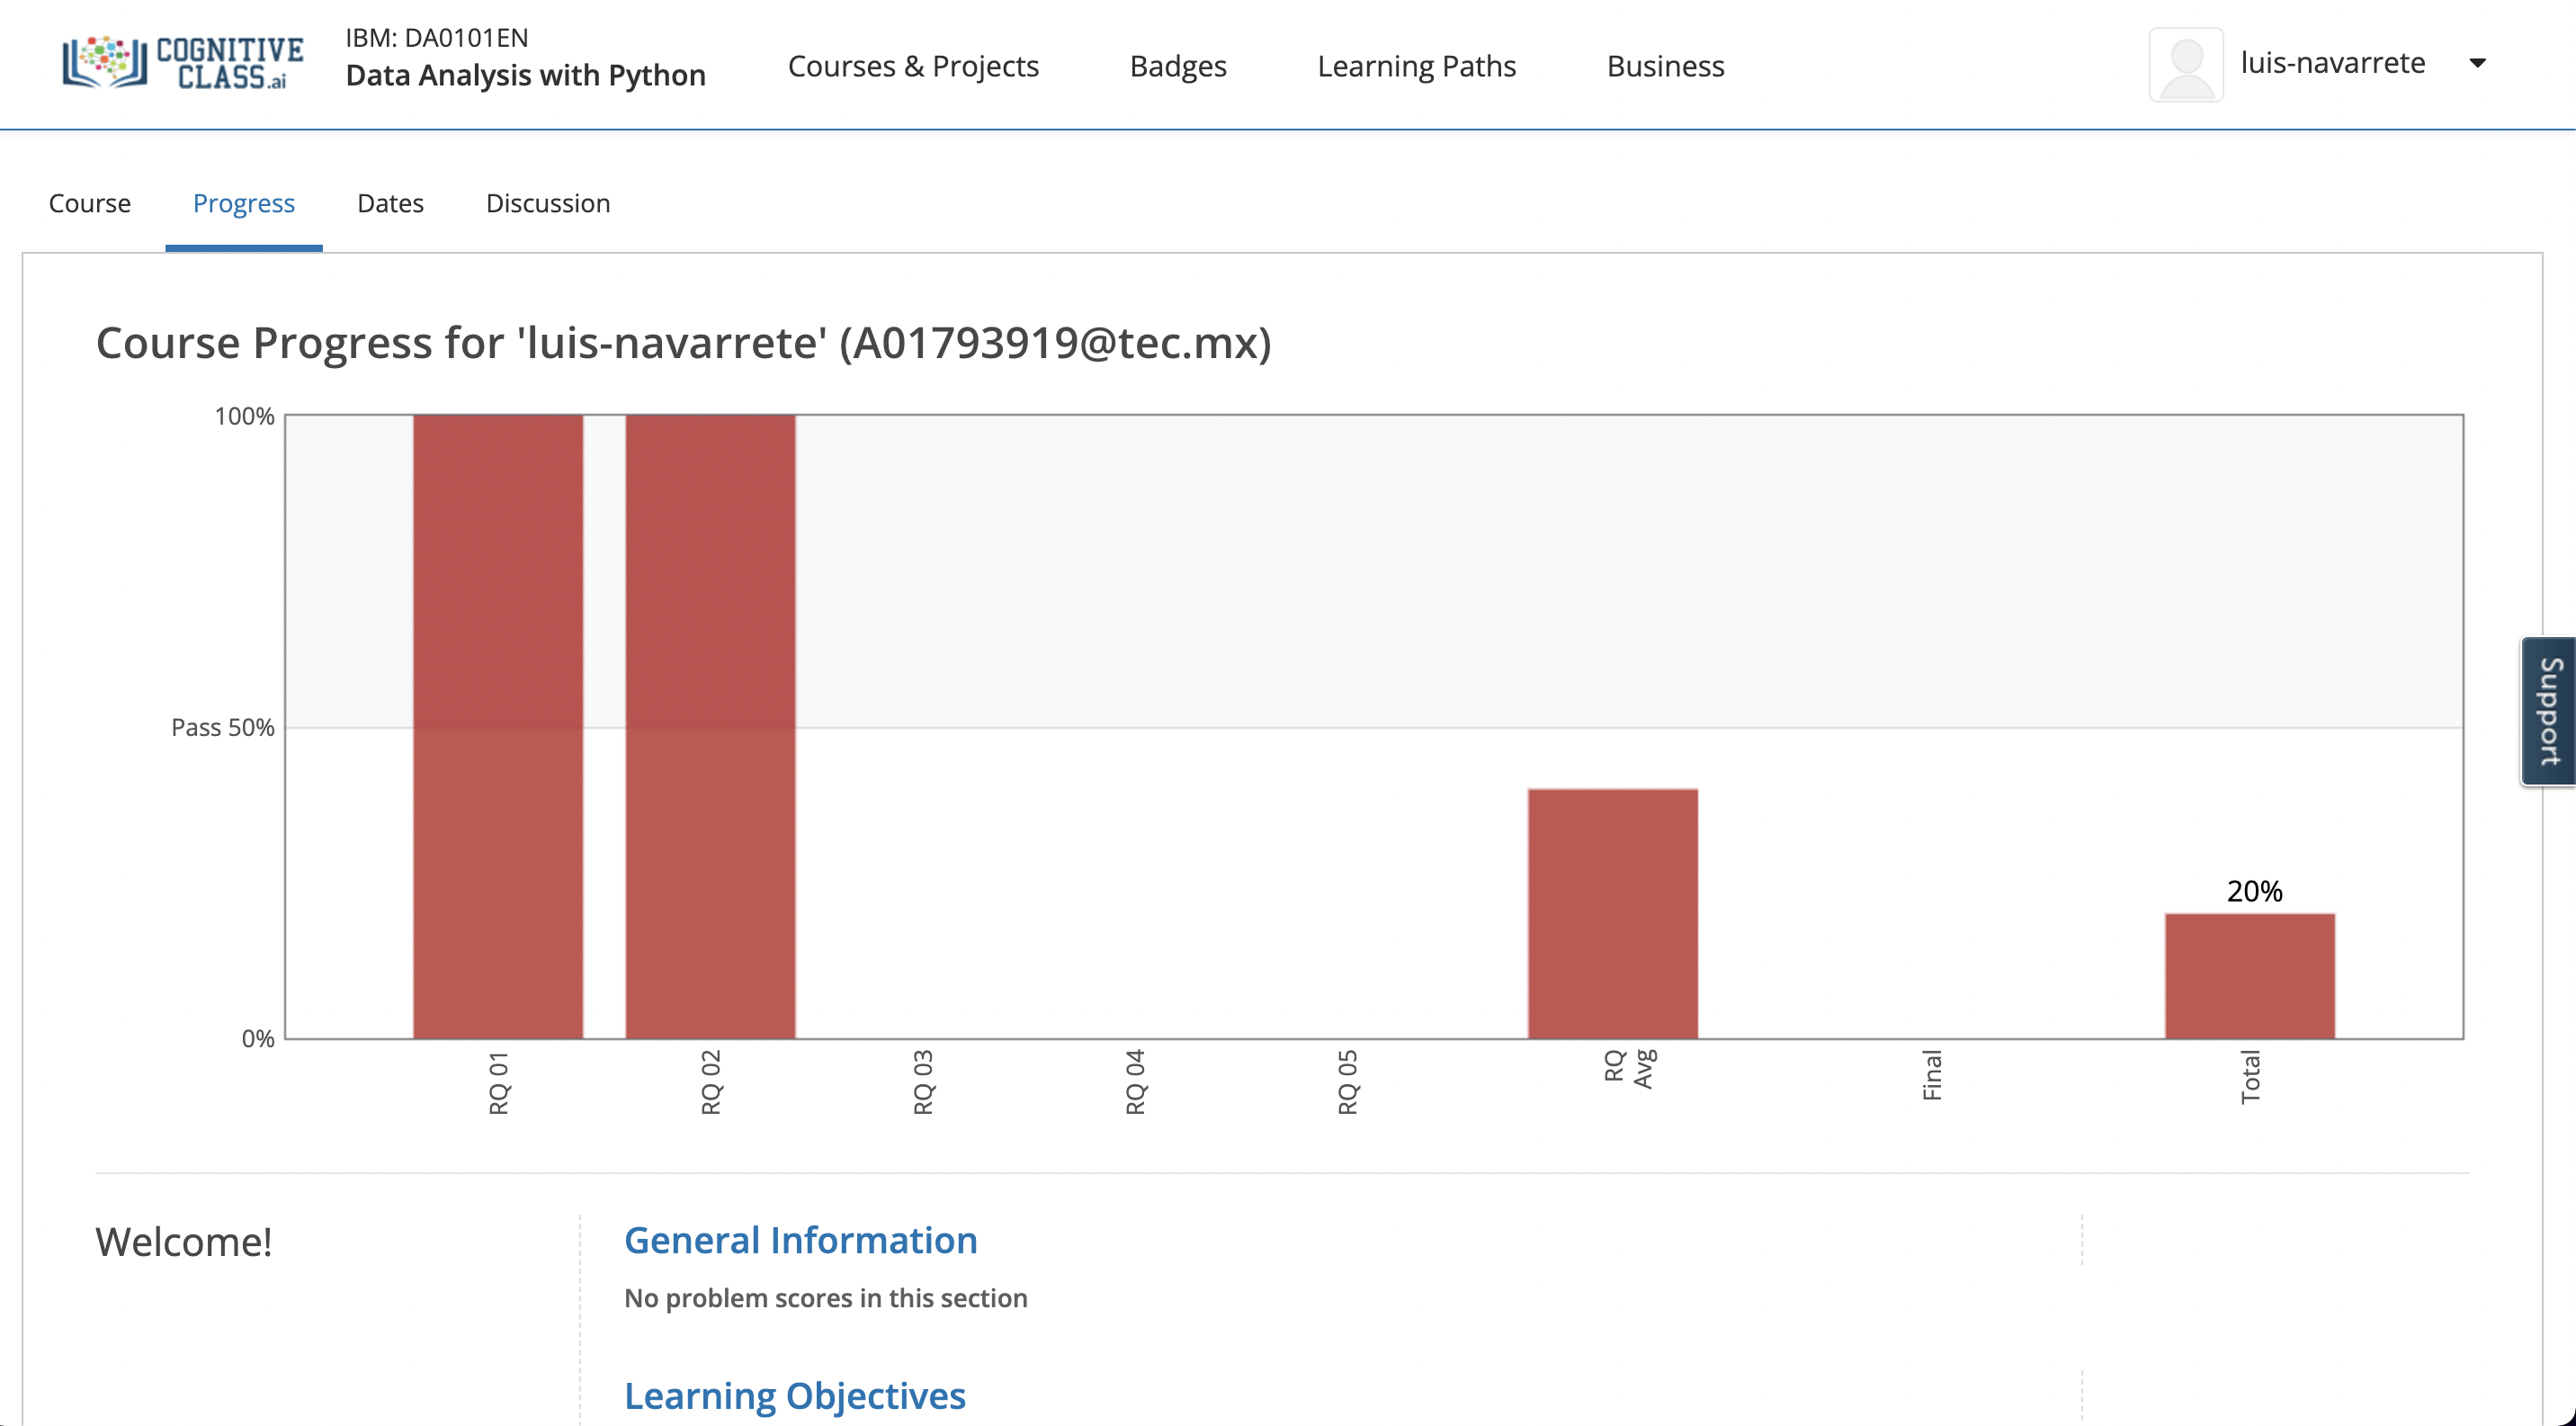 COGNITIVE
CLASS.ai
IBM: DA0101EN
Data Analysis with Python
Courses & Projects
Badges
Learning Paths
Business
luis-navarrete
Course
Progress
Dates
Discussion
Course Progress for 'luis-navarrete' (A01793919@tec.mx)
100%
Pass 50%
0%
20%
RQ 01
RQ 02
RQ 03
RQ 04
RQ 05
RQ
Avg
Final
Total
Support
Welcome!
General Information
No problem scores in this section
Learning Objectives